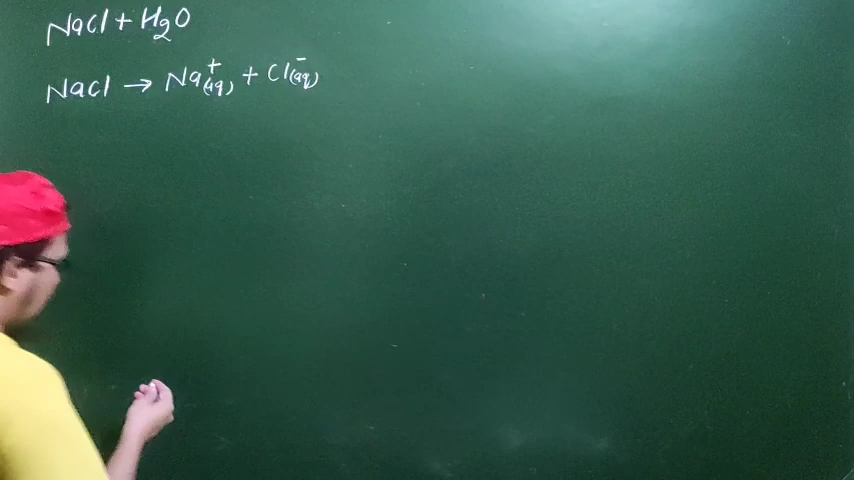 NaCl + H2O
NaCl → Na+(aq) + Cl-(aq)